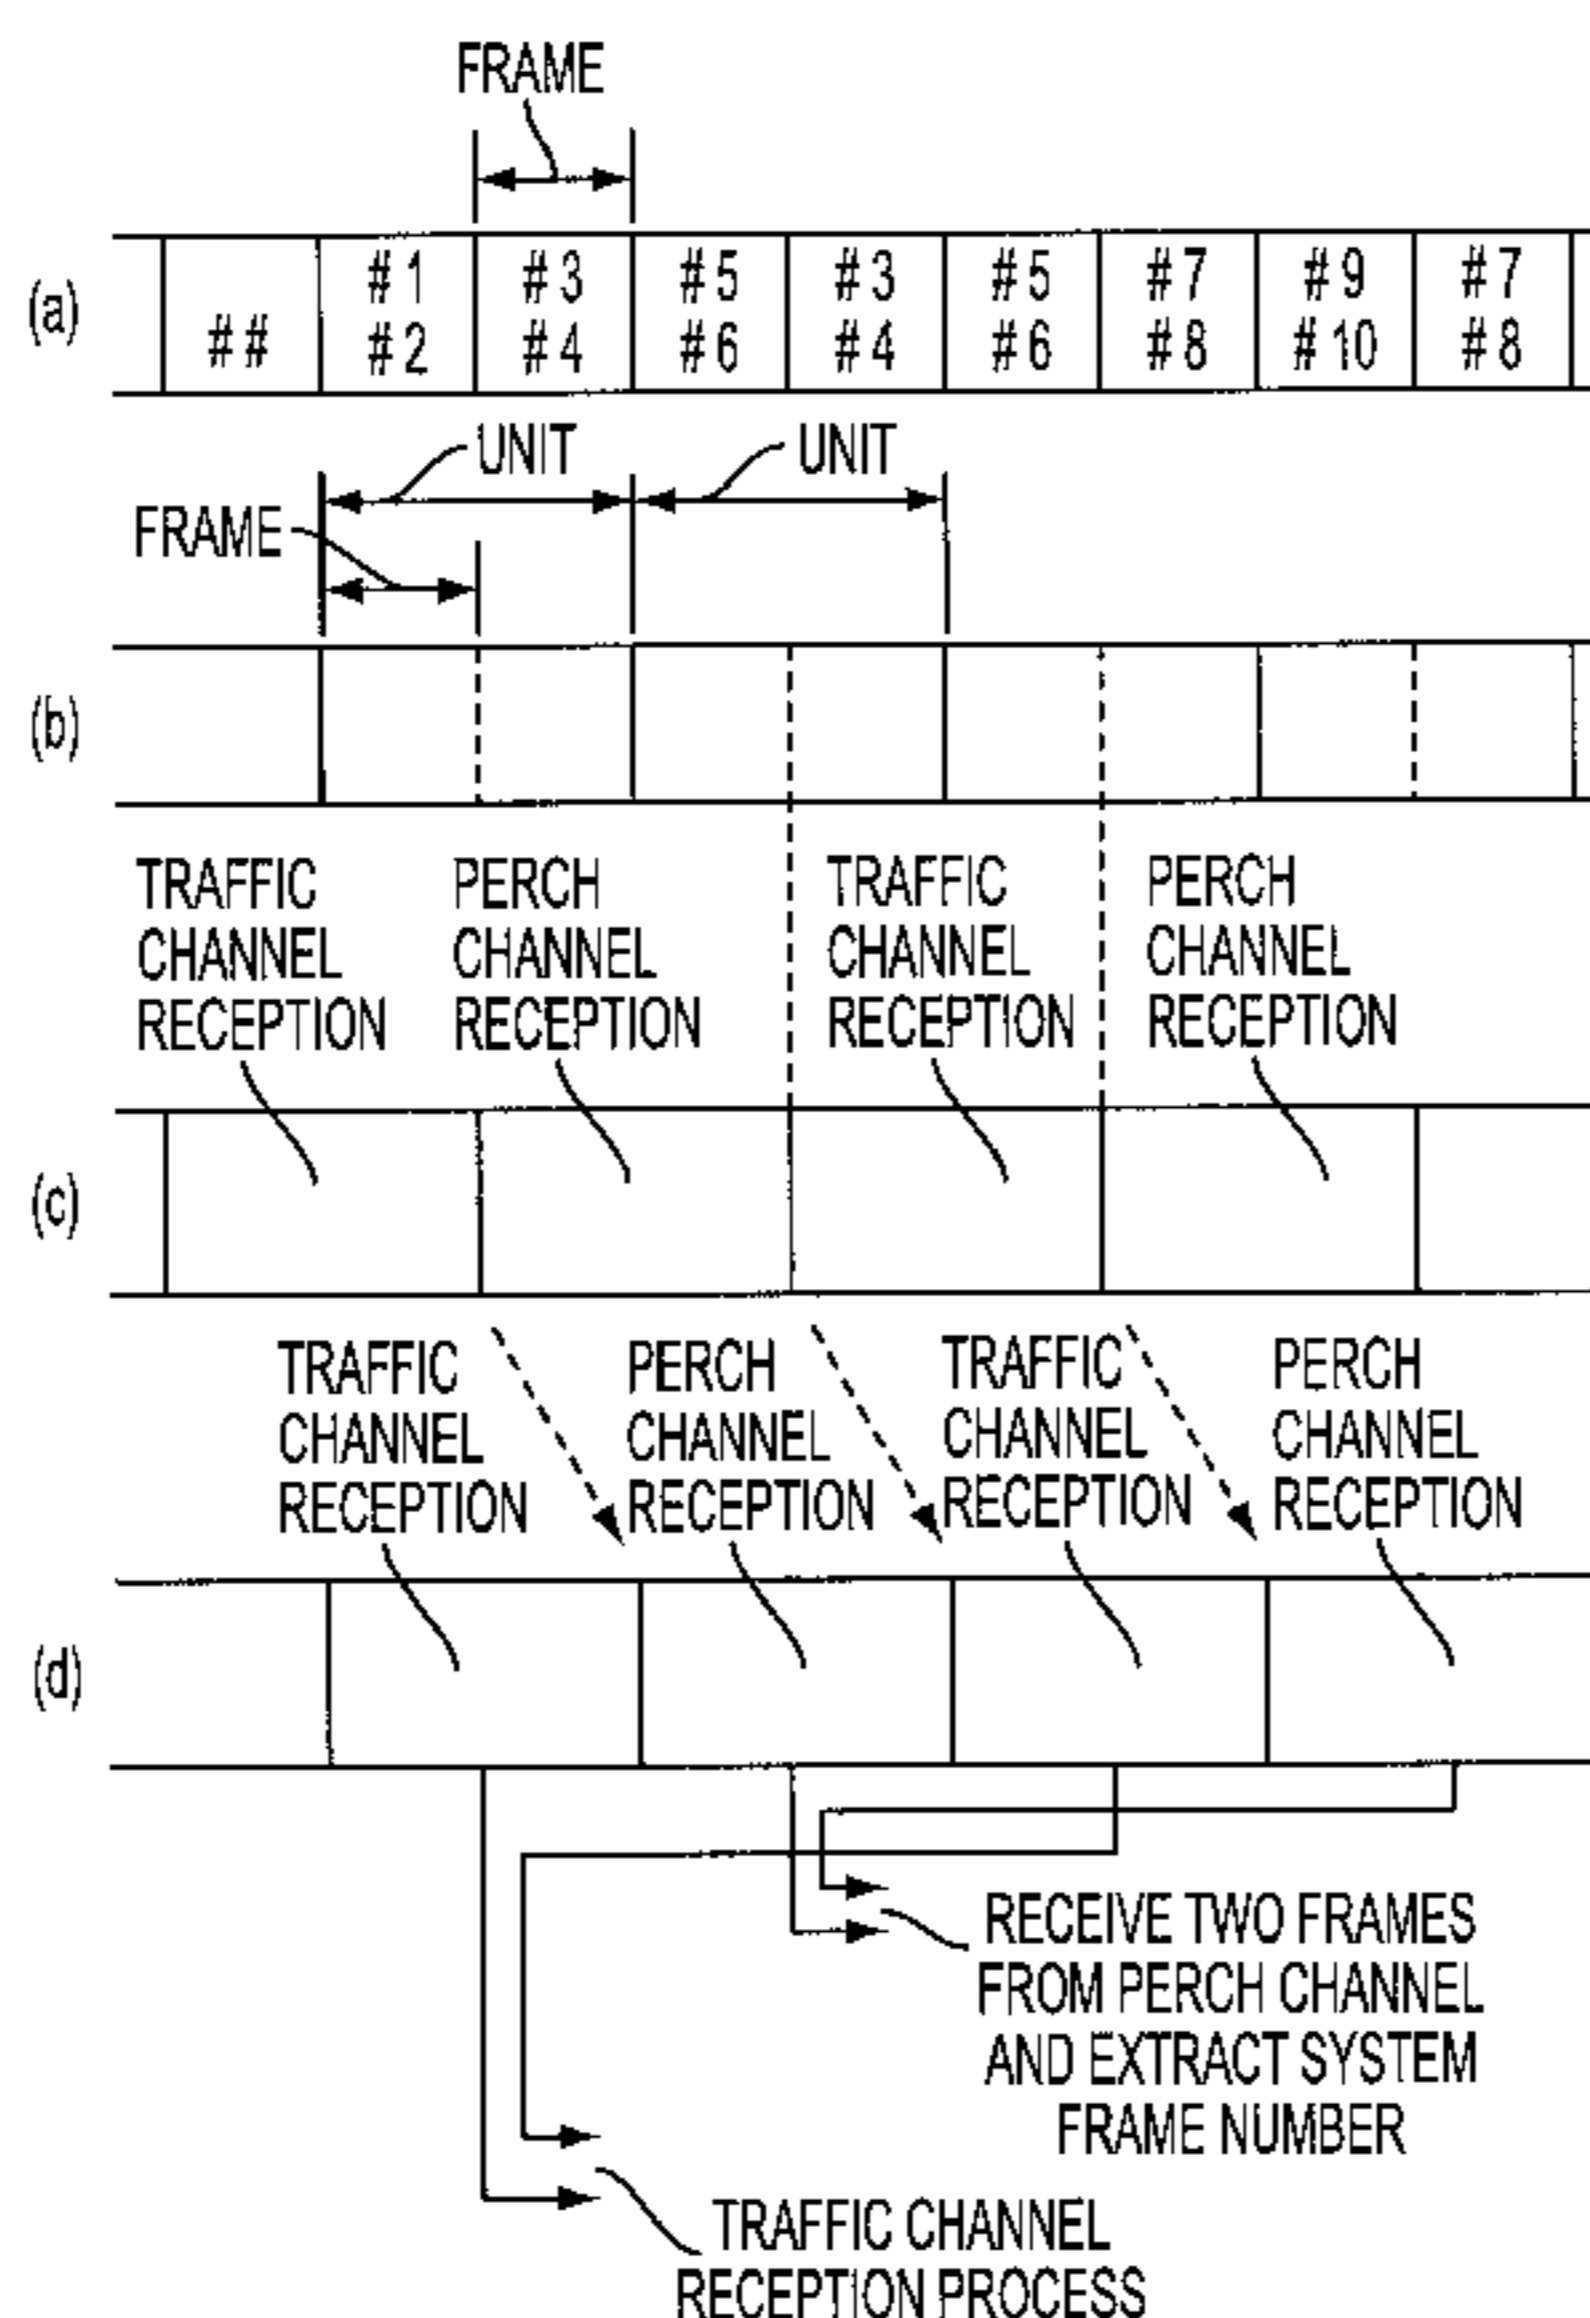 FRAME
(a)
##
#1
#2
#3
#4
#5
#6
#3
#4
#5
#6
#7
#8
#9
#10
#7
#8
UNIT
UNIT
FRAME
(b)
TRAFFIC
CHANNEL
RECEPTION
PERCH
CHANNEL
RECEPTION
TRAFFIC
CHANNEL
RECEPTION
PERCH
CHANNEL
RECEPTION
(c)
TRAFFIC
CHANNEL
RECEPTION
PERCH
CHANNEL
RECEPTION
TRAFFIC
CHANNEL
RECEPTION
PERCH
CHANNEL
RECEPTION
(d)
RECEIVE TWO FRAMES
FROM PERCH CHANNEL
AND EXTRACT SYSTEM
FRAME NUMBER
TRAFFIC CHANNEL
RECEPTION PROCESS